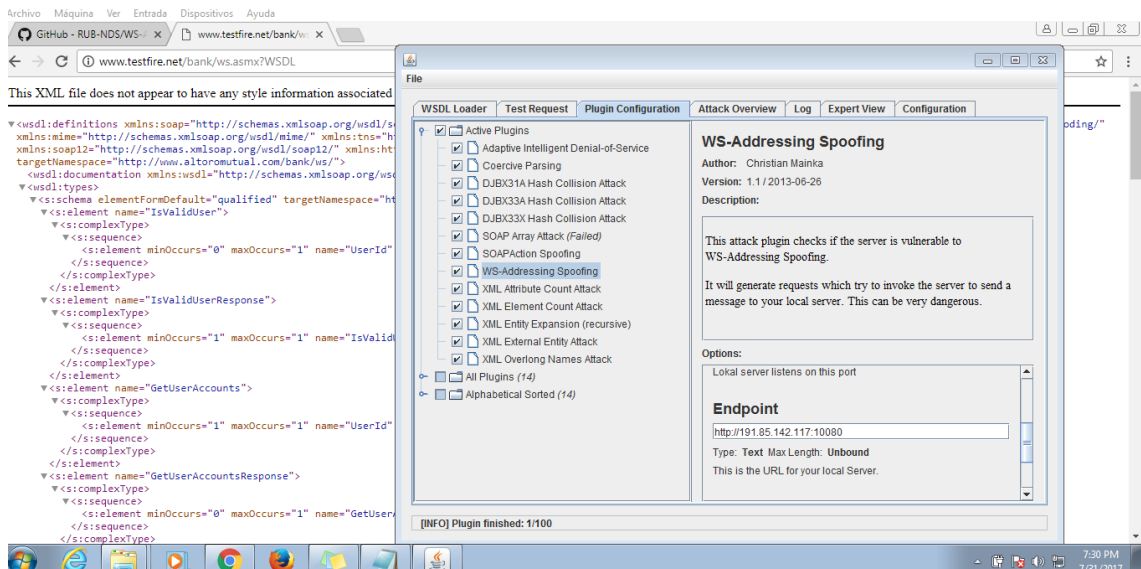 Archivo Máquina Ver Entrada Dispositivos Ayuda
GitHub - RUB-NDS/WS-A
www.testfire.net/bank/w
www.testfire.net/bank/ws.asmx?WSDL
This XML file does not appear to have any style information associated
▼<wsdl:definitions xmlns:soap="http://schemas.xmlsoap.org/wsdl/s
xmlns:mime="http://schemas.xmlsoap.org/wsdl/mime/" xmlns:tns="h
xmlns:soap12="http://schemas.xmlsoap.org/wsdl/soap12/" xmlns:ht
targetNamespace="http://www.altoromutual.com/bank/ws/">
<wsdl:documentation xmlns:wsdl="http://schemas.xmlsoap.org/wsd
▼<wsdl:types>
▼<s:schema elementFormDefault="qualified" targetNamespace="ht
▼<s:element name="IsValidUser">
▼<s:complexType>
▼<s:sequence>
<s:element minOccurs="0" maxOccurs="1" name="UserId"
</s:sequence>
</s:complexType>
</s:element>
▼<s:element name="IsValidUserResponse">
▼<s:complexType>
▼<s:sequence>
<s:element minOccurs="1" maxOccurs="1" name="IsValidU
</s:sequence>
</s:complexType>
</s:element>
▼<s:element name="GetUserAccounts">
▼<s:complexType>
▼<s:sequence>
<s:element minOccurs="1" maxOccurs="1" name="UserId"
</s:sequence>
</s:complexType>
</s:element>
▼<s:element name="GetUserAccountsResponse">
▼<s:complexType>
▼<s:sequence>
<s:element minOccurs="0" maxOccurs="1" name="GetUserA
</s:sequence>
</s:complexType>
oding/"
File
WSDL Loader Test Request Plugin Configuration Attack Overview Log Expert View Configuration
Active Plugins
Adaptive Intelligent Denial-of-Service
Coercive Parsing
DJBX31A Hash Collision Attack
DJBX33A Hash Collision Attack
DJBX33X Hash Collision Attack
SOAP Array Attack (Failed)
SOAPAction Spoofing
WS-Addressing Spoofing
XML Attribute Count Attack
XML Element Count Attack
XML Entity Expansion (recursive)
XML External Entity Attack
XML Overlong Names Attack
All Plugins (14)
Alphabetical Sorted (14)
WS-Addressing Spoofing
Author: Christian Mainka
Version: 1.1 / 2013-06-26
Description:
This attack plugin checks if the server is vulnerable to
WS-Addressing Spoofing.
It will generate requests which try to invoke the server to send a
message to your local server. This can be very dangerous.
Options:
Lokal server listens on this port
Endpoint
http://191.85.142.117:10080
Type: Text Max Length: Unbound
This is the URL for your local Server.
[INFO] Plugin finished: 1/100
7:30 PM
7/31/2017